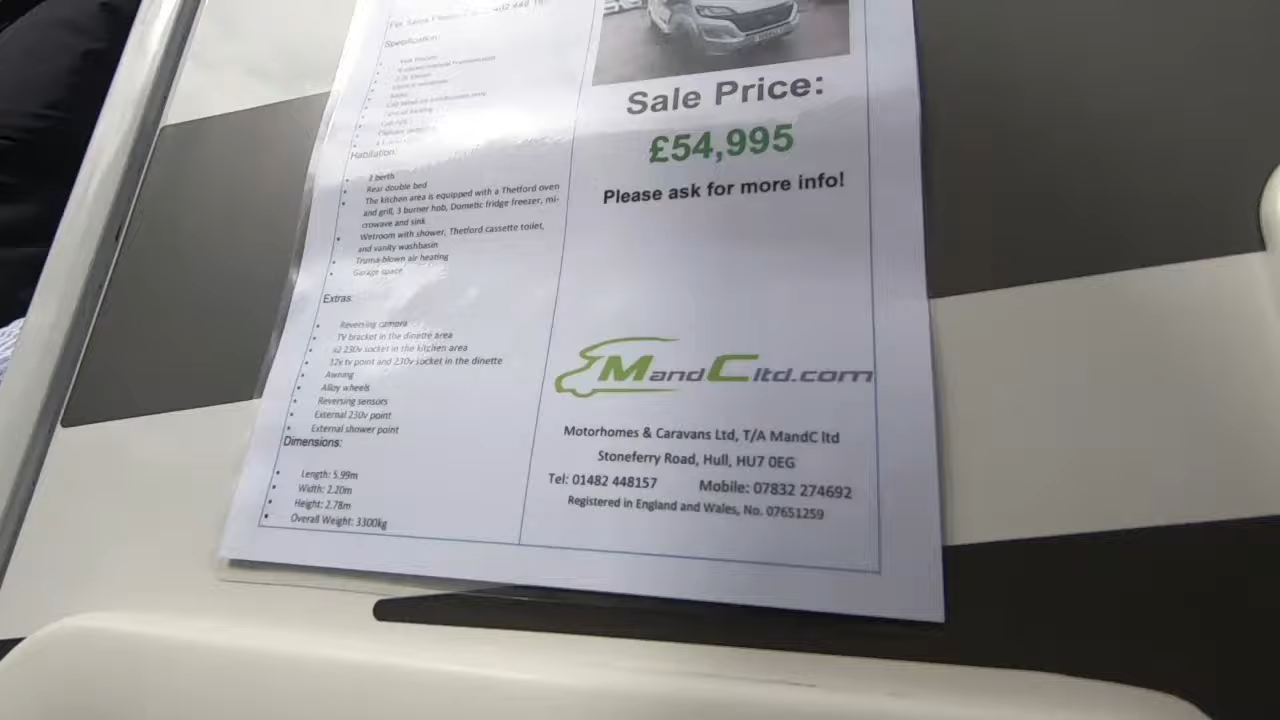 Specification:
Habitation:
2 berth
Rear double bed
The kitchen area is equipped with a Thetford oven
and grill, 3 burner hob, Dometic fridge freezer, mi-
crowave and sink
Wetroom with shower, Thetford cassette toilet,
and vanity washbasin
Truma blown air heating
Garage space
Extras:
Reversing camera
TV bracket in the dinette area
x2 230v socket in the kitchen area
12v tv point and 230v socket in the dinette
Awning
Alloy wheels
Reversing sensors
External 230v point
External shower point
Dimensions:
Length: 5.99m
Width: 2.20m
Height: 2.78m
Overall Weight: 3300kg
Sale Price:
£54,995
Please ask for more info!
MandCltd.com
Motorhomes & Caravans Ltd, T/A MandC ltd
Stoneferry Road, Hull, HU7 0EG
Tel: 01482 448157 Mobile: 07832 274692
Registered in England and Wales, No. 07651259